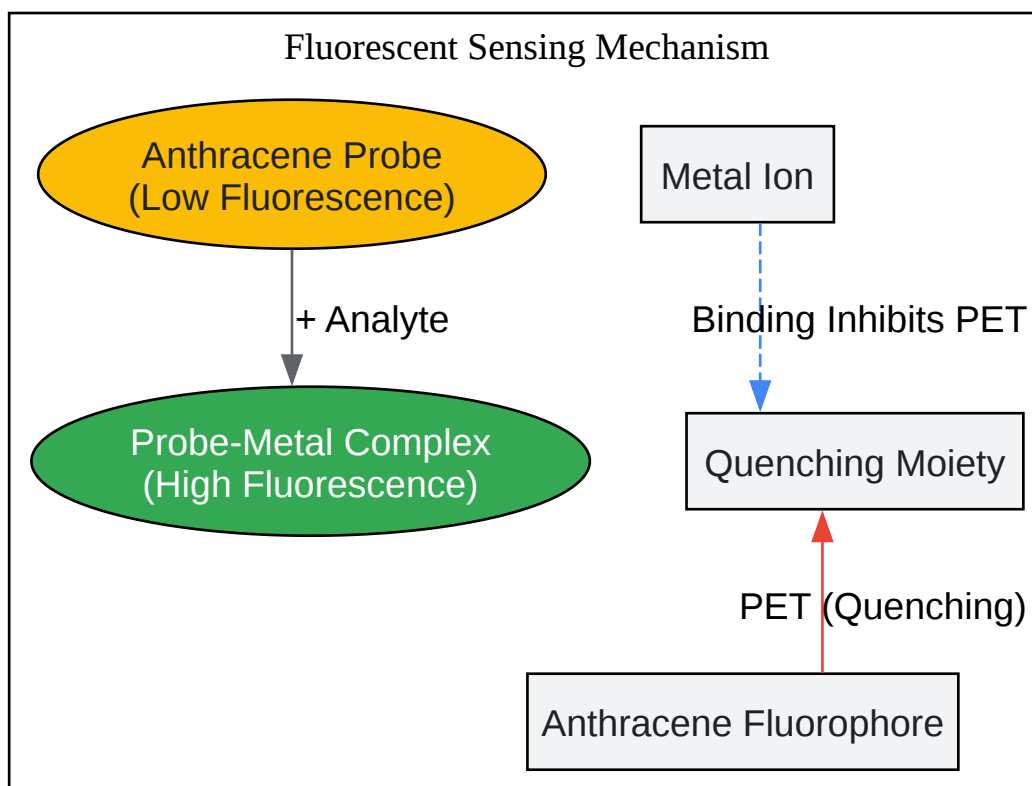 Fluorescent Sensing Mechanism
Anthracene Probe
(Low Fluorescence)
+ Analyte
Probe-Metal Complex
(High Fluorescence)
Metal Ion
Binding Inhibits PET
Quenching Moiety
PET (Quenching)
Anthracene Fluorophore